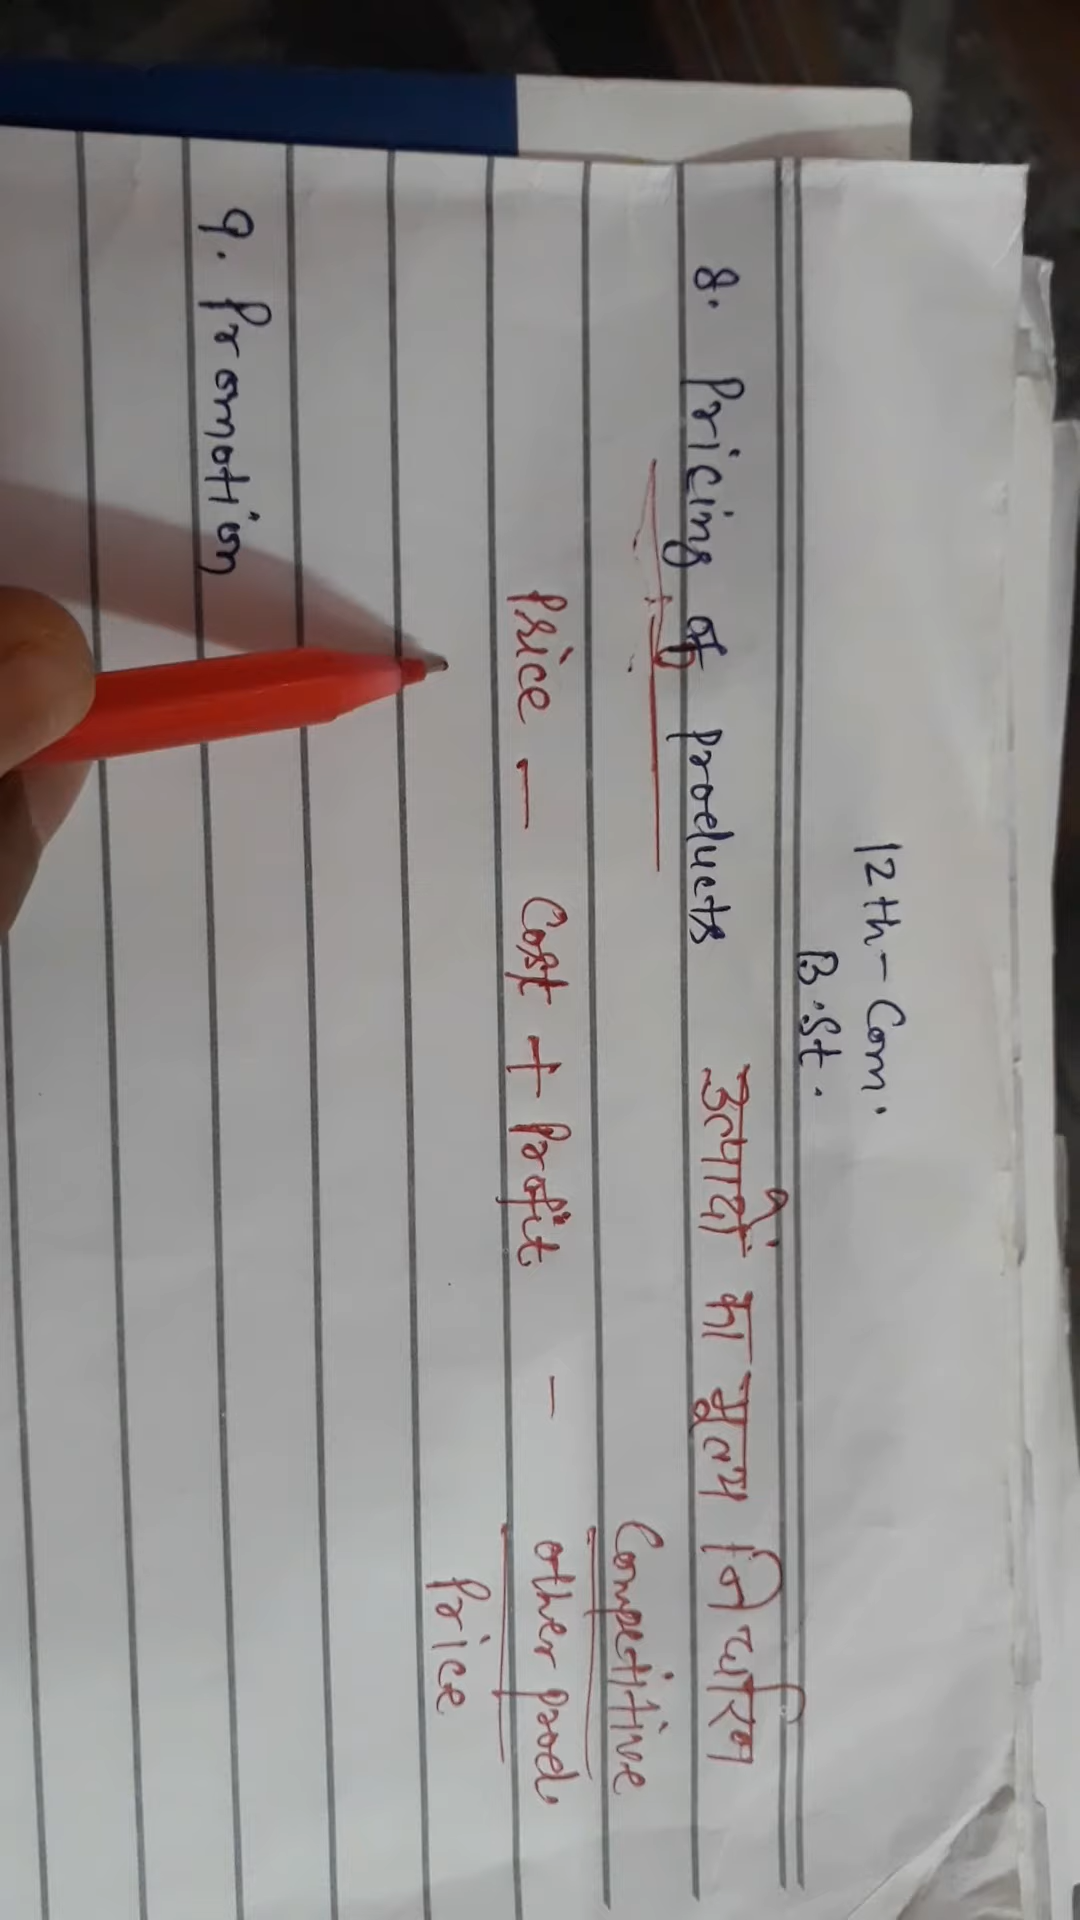 12th - Com.
B.St.
8. Pricing of products उत्पादों का मूल्य निर्धारण
Competitive
Price - Cost + Profit - other prod.
Price
9. Promotion